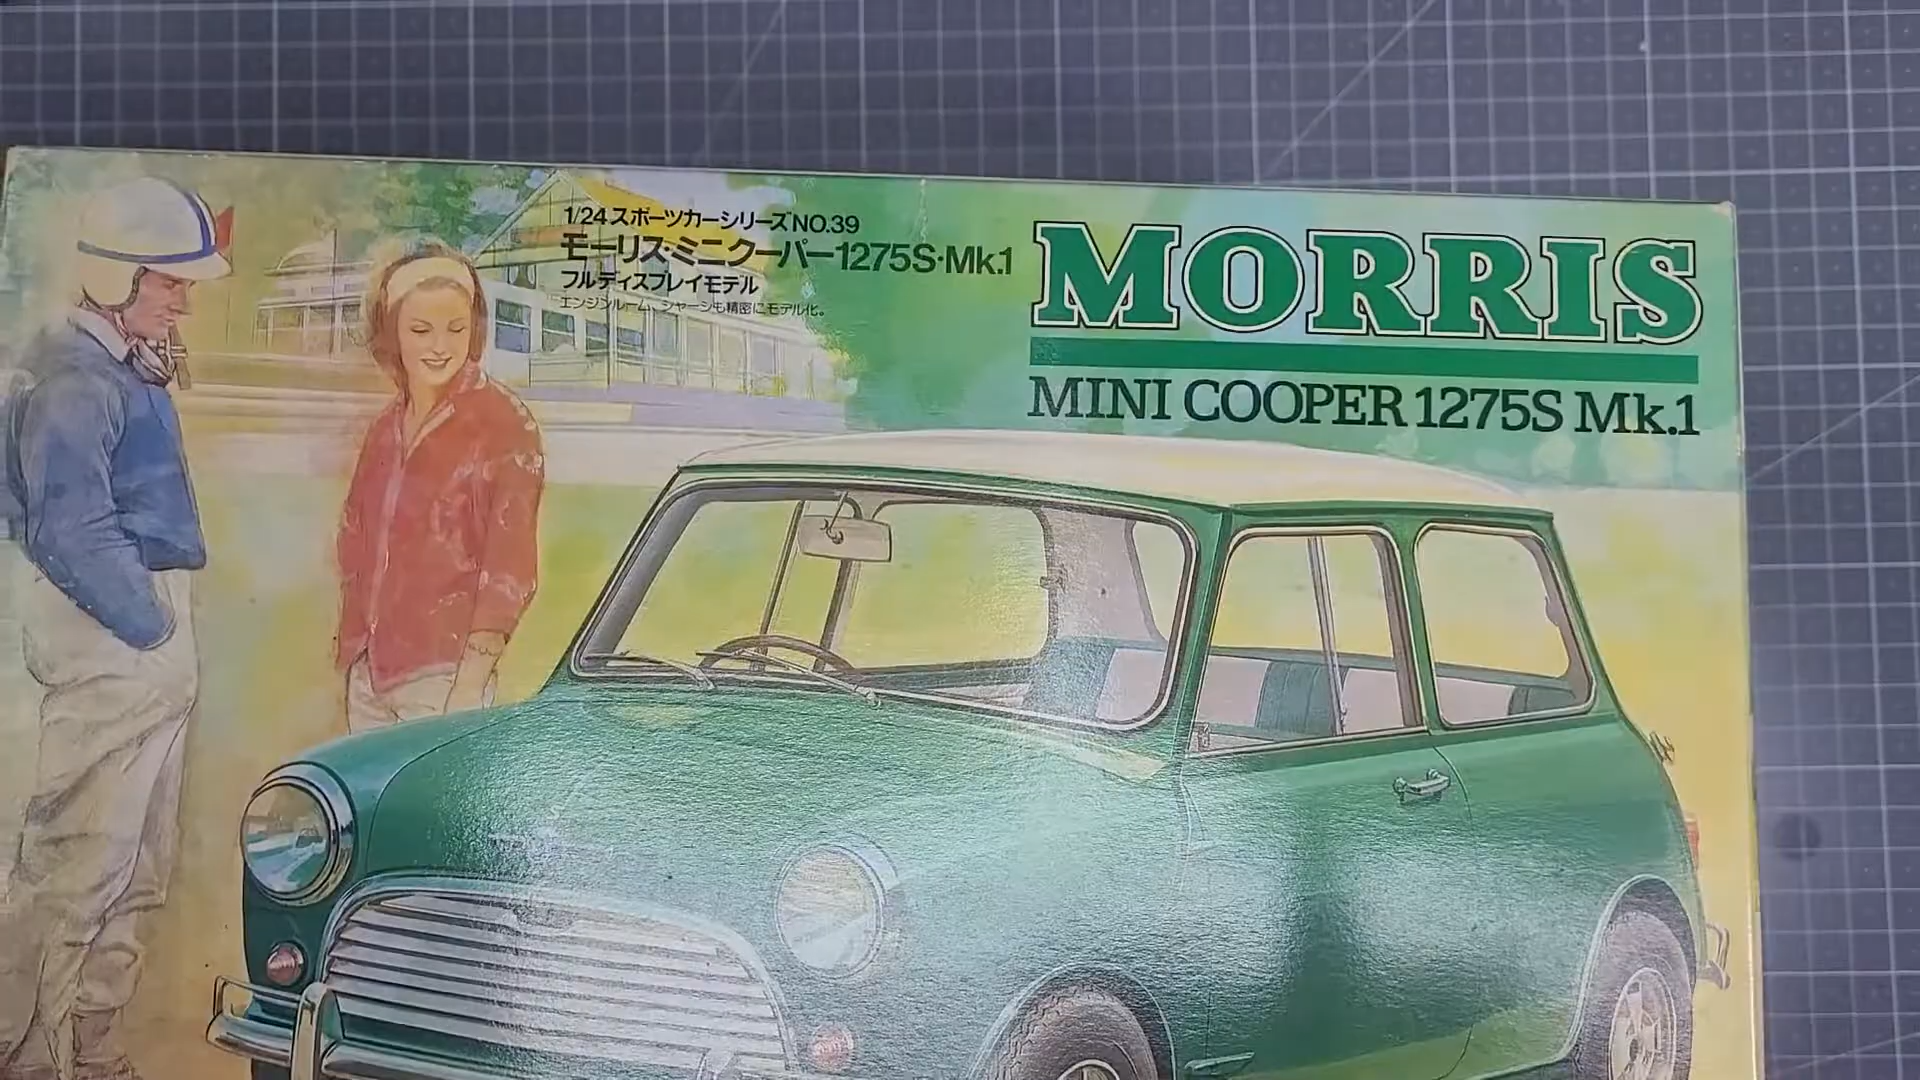 1/24スポーツカーシリーズNO.39
モーリス・ミニクーパー1275S・Mk.1
フルディスプレイモデル
エンジンルーム、シャーシも精密にモデル化。
MORRIS
MINI COOPER 1275S Mk.1